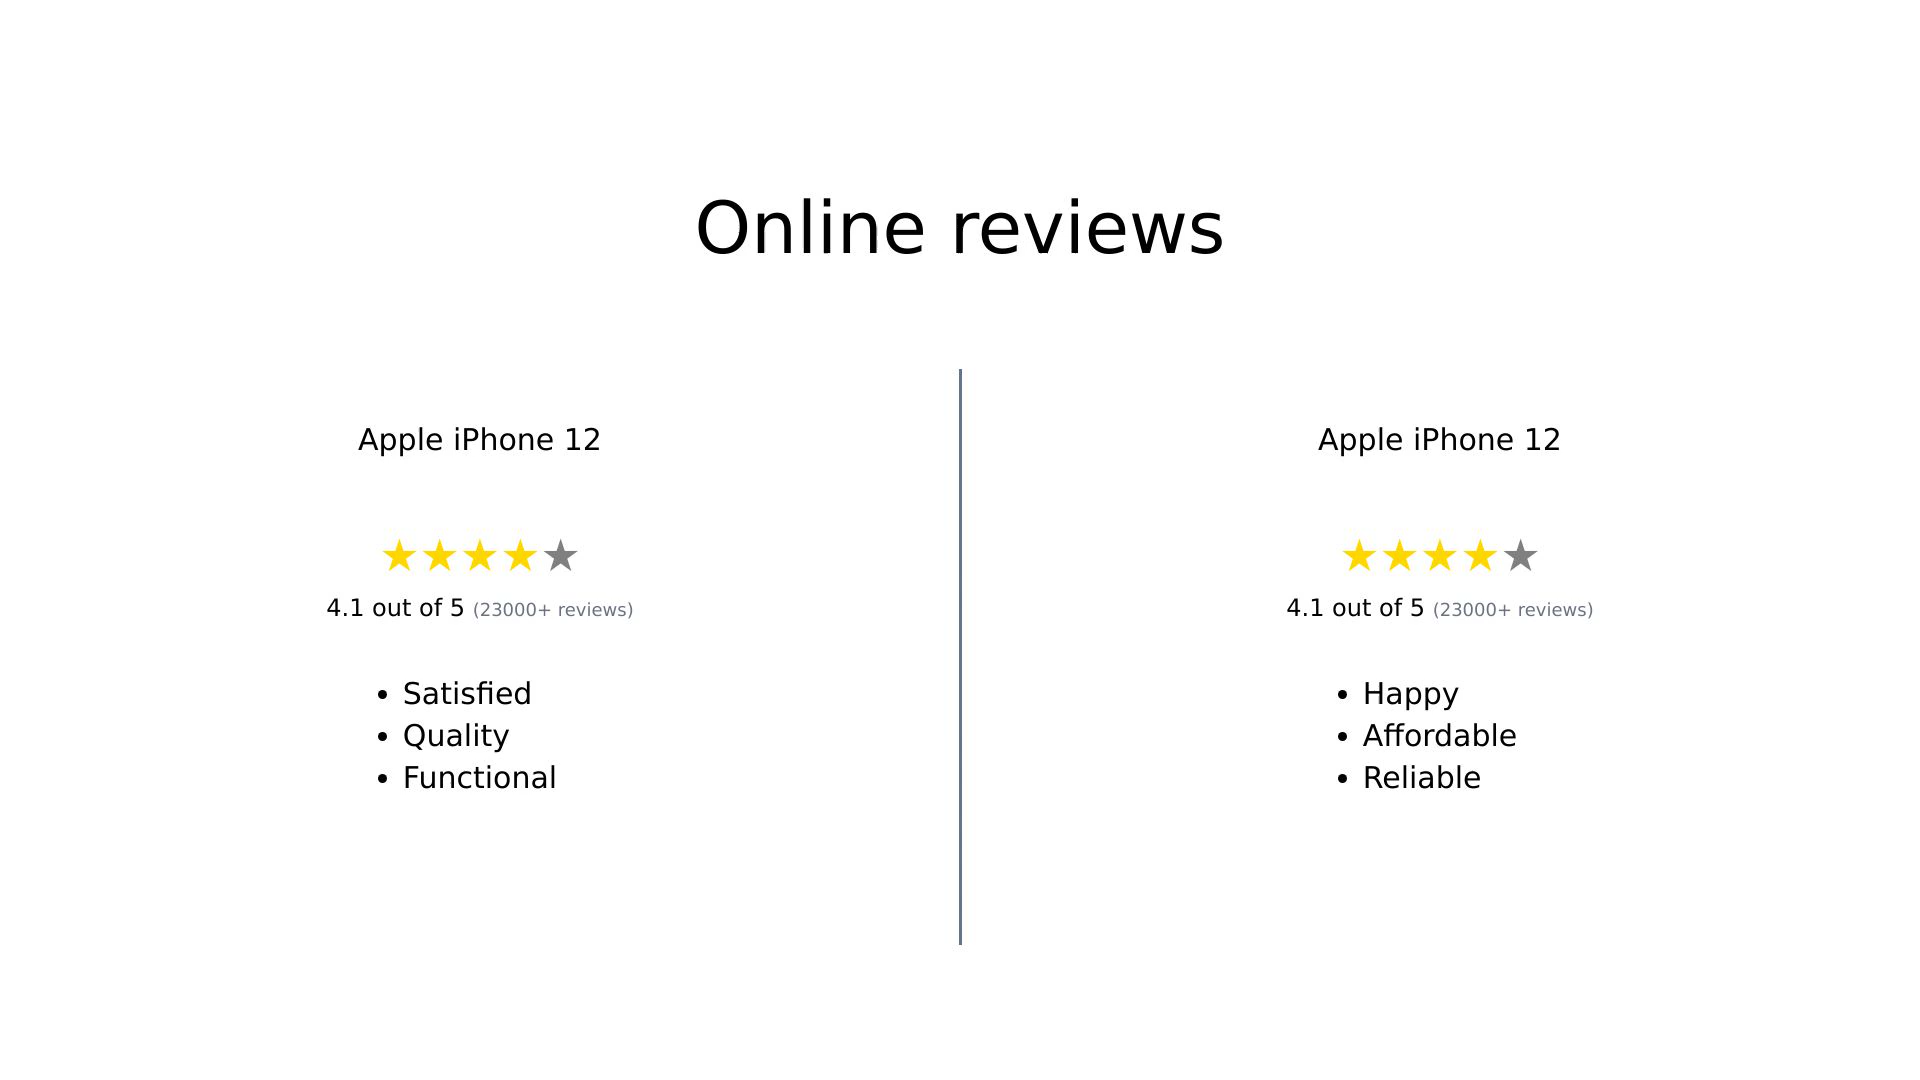 Online reviews
Apple iPhone 12
★★★★★
4.1 out of 5 (23000+ reviews)
• Satisfied
• Quality
• Functional
Apple iPhone 12
★★★★★
4.1 out of 5 (23000+ reviews)
• Happy
• Affordable
• Reliable